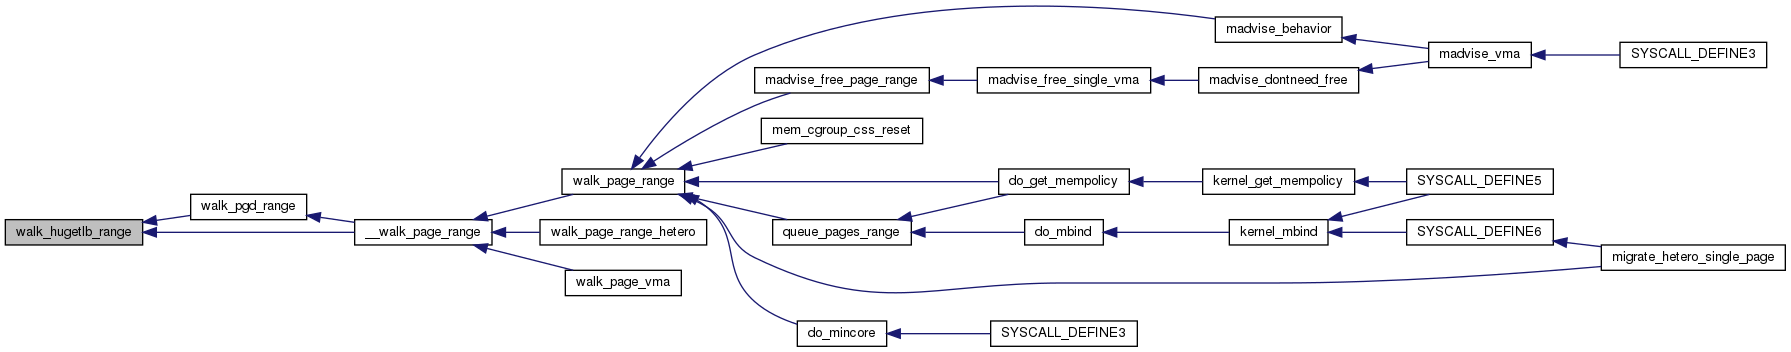 madvise_behavior
madvise_vma
SYSCALL_DEFINE3
madvise_free_page_range
madvise_free_single_vma
madvise_dontneed_free
mem_cgroup_css_reset
walk_page_range
do_get_mempolicy
kernel_get_mempolicy
SYSCALL_DEFINE5
walk_pgd_range
walk_hugetlb_range
__walk_page_range
walk_page_range_hetero
queue_pages_range
do_mbind
kernel_mbind
SYSCALL_DEFINE6
migrate_hetero_single_page
walk_page_vma
do_mincore
SYSCALL_DEFINE3